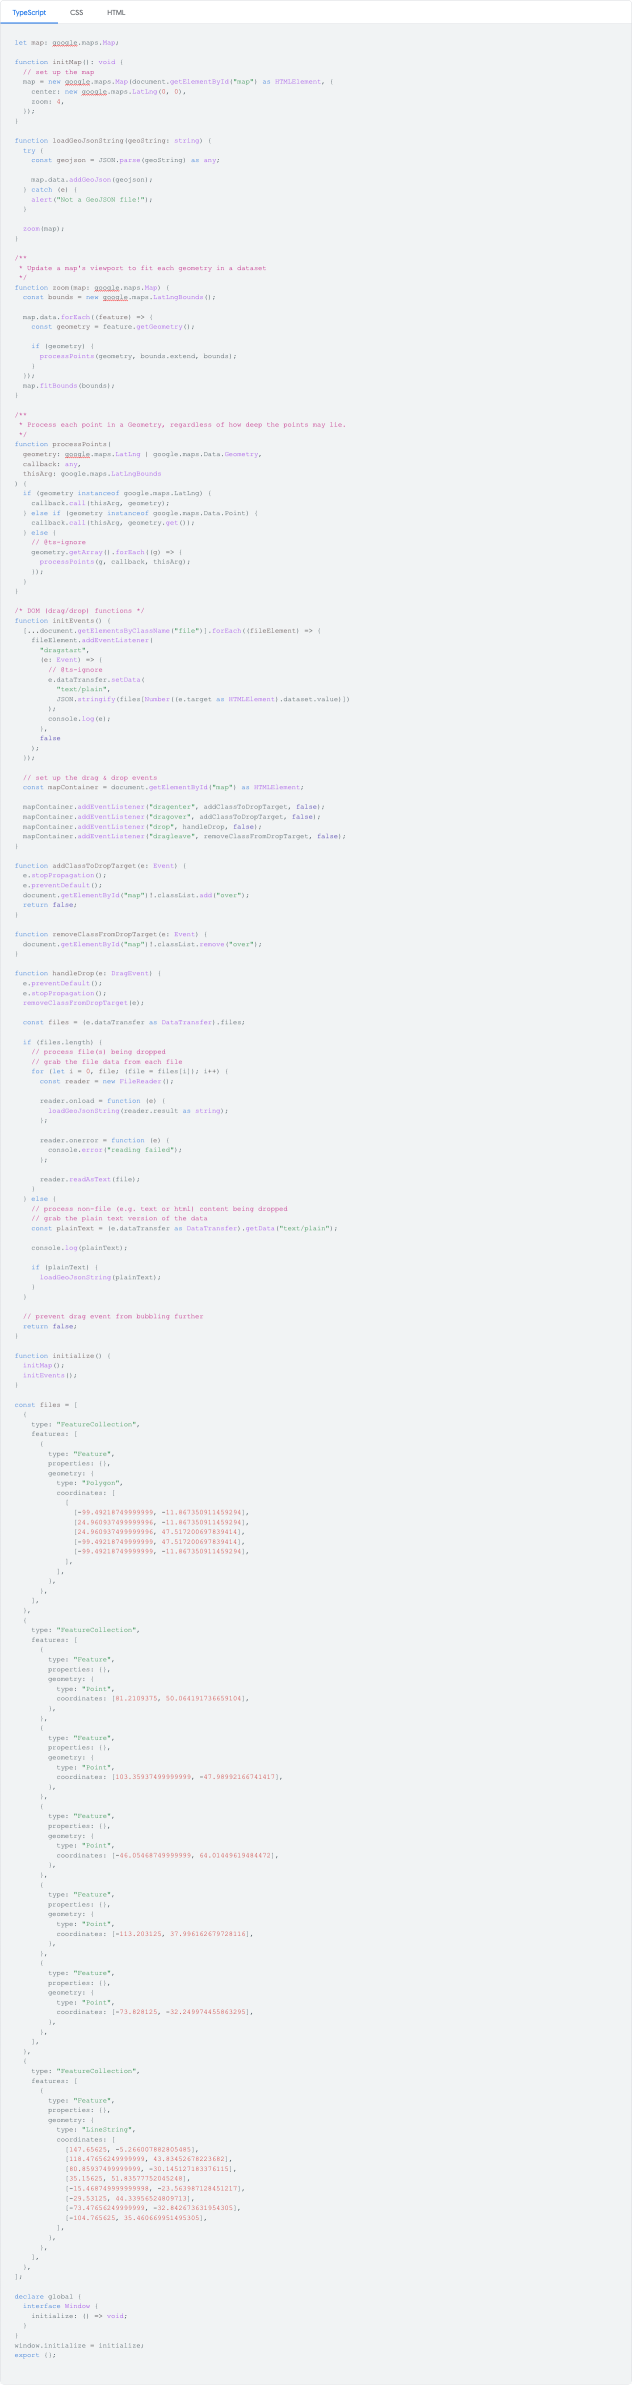 TypeScript CSS HTML
let map: google.maps.Map;
function initMap(): void {
// set up the map
map = new google.maps.Map(document.getElementById("map") as HTMLElement, {
center: new google.maps.LatLng(0, 0),
zoom: 4,
});
}
function loadGeoJsonString(geoString: string) {
try {
const geojson = JSON.parse(geoString) as any;
map.data.addGeoJson(geojson);
} catch (e) {
alert("Not a GeoJSON file!");
}
zoom(map);
}
/**
* Update a map's viewport to fit each geometry in a dataset
*/
function zoom(map: google.maps.Map) {
const bounds = new google.maps.LatLngBounds();
map.data.forEach((feature) => {
const geometry = feature.getGeometry();
if (geometry) {
processPoints(geometry, bounds.extend, bounds);
}
});
map.fitBounds(bounds);
}
/**
* Process each point in a Geometry, regardless of how deep the points may lie.
*/
function processPoints(
geometry: google.maps.LatLng | google.maps.Data.Geometry,
callback: any,
thisArg: google.maps.LatLngBounds
) {
if (geometry instanceof google.maps.LatLng) {
callback.call(thisArg, geometry);
} else if (geometry instanceof google.maps.Data.Point) {
callback.call(thisArg, geometry.get());
} else {
// @ts-ignore
geometry.getArray().forEach((g) => {
processPoints(g, callback, thisArg);
});
}
}
/* DOM (drag/drop) functions */
function initEvents() {
[...document.getElementsByClassName("file")].forEach((fileElement) => {
fileElement.addEventListener(
"dragstart",
(e: Event) => {
// @ts-ignore
e.dataTransfer.setData(
"text/plain",
JSON.stringify(files[Number((e.target as HTMLElement).dataset.value)])
);
console.log(e);
},
false
);
});
// set up the drag & drop events
const mapContainer = document.getElementById("map") as HTMLElement;
mapContainer.addEventListener("dragenter", addClassToDropTarget, false);
mapContainer.addEventListener("dragover", addClassToDropTarget, false);
mapContainer.addEventListener("drop", handleDrop, false);
mapContainer.addEventListener("dragleave", removeClassFromDropTarget, false);
}
function addClassToDropTarget(e: Event) {
e.stopPropagation();
e.preventDefault();
document.getElementById("map")!.classList.add("over");
return false;
}
function removeClassFromDropTarget(e: Event) {
document.getElementById("map")!.classList.remove("over");
}
function handleDrop(e: DragEvent) {
e.preventDefault();
e.stopPropagation();
removeClassFromDropTarget(e);
const files = (e.dataTransfer as DataTransfer).files;
if (files.length) {
// process file(s) being dropped
// grab the file data from each file
for (let i = 0, file; (file = files[i]); i++) {
const reader = new FileReader();
reader.onload = function (e) {
loadGeoJsonString(reader.result as string);
};
reader.onerror = function (e) {
console.error("reading failed");
};
reader.readAsText(file);
}
} else {
// process non-file (e.g. text or html) content being dropped
// grab the plain text version of the data
const plainText = (e.dataTransfer as DataTransfer).getData("text/plain");
console.log(plainText);
if (plainText) {
loadGeoJsonString(plainText);
}
}
// prevent drag event from bubbling further
return false;
}
function initialize() {
initMap();
initEvents();
}
const files = [
{
type: "FeatureCollection",
features: [
{
type: "Feature",
properties: {},
geometry: {
type: "Polygon",
coordinates: [
[
[-99.49218749999999, -11.867350911459294],
[24.960937499999996, -11.867350911459294],
[24.960937499999996, 47.517200697839414],
[-99.49218749999999, 47.517200697839414],
[-99.49218749999999, -11.867350911459294],
],
],
},
},
],
},
{
type: "FeatureCollection",
features: [
{
type: "Feature",
properties: {},
geometry: {
type: "Point",
coordinates: [81.2109375, 50.064191736659104],
},
},
{
type: "Feature",
properties: {},
geometry: {
type: "Point",
coordinates: [103.35937499999999, -47.98992166741417],
},
},
{
type: "Feature",
properties: {},
geometry: {
type: "Point",
coordinates: [-46.05468749999999, 64.01449619484472],
},
},
{
type: "Feature",
properties: {},
geometry: {
type: "Point",
coordinates: [-113.203125, 37.996162679728116],
},
},
{
type: "Feature",
properties: {},
geometry: {
type: "Point",
coordinates: [-73.828125, -32.249974455863295],
},
},
],
},
{
type: "FeatureCollection",
features: [
{
type: "Feature",
properties: {},
geometry: {
type: "LineString",
coordinates: [
[147.65625, -5.266007882805485],
[118.47656249999999, 43.83452678223682],
[80.85937499999999, -30.145127183376115],
[35.15625, 51.83577752045248],
[-15.468749999999998, -23.563987128451217],
[-29.53125, 44.33956524809713],
[-73.47656249999999, -32.842673631954305],
[-104.765625, 35.460669951495305],
],
},
},
],
},
];
declare global {
interface Window {
initialize: () => void;
}
}
window.initialize = initialize;
export {};